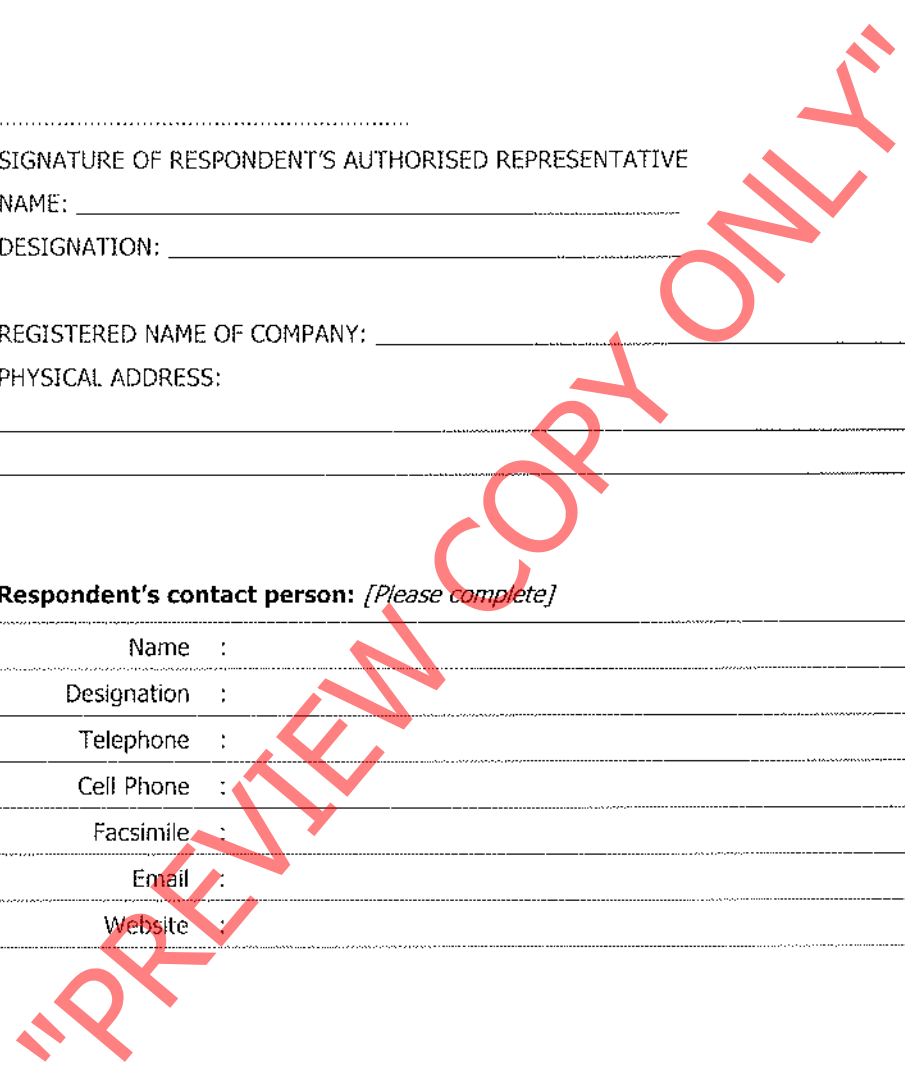 SIGNATURE OF RESPONDENT'S AUTHORISED REPRESENTATIVE
NAME:
DESIGNATION:
REGISTERED NAME OF COMPANY:
PHYSICAL ADDRESS:
Respondent's contact person: [Please complete]
Name :
Designation :
Telephone :
Cell Phone :
Facsimile :
Email :
Website :
"PREVIEW COPY ONLY"